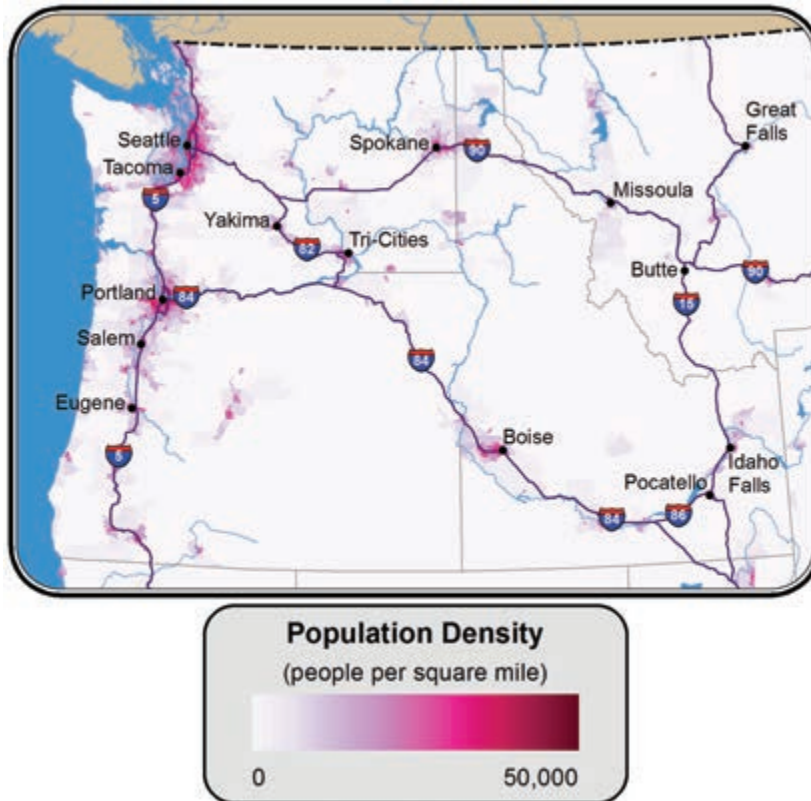 Seattle
Tacoma
5
Spokane
90
Great
Falls
Missoula
Yakima
82
Tri-Cities
Butte
90
15
Portland
84
Salem
84
Eugene
5
Boise
Idaho
Falls
Pocatello
84
86
Population Density
(people per square mile)
0
50,000